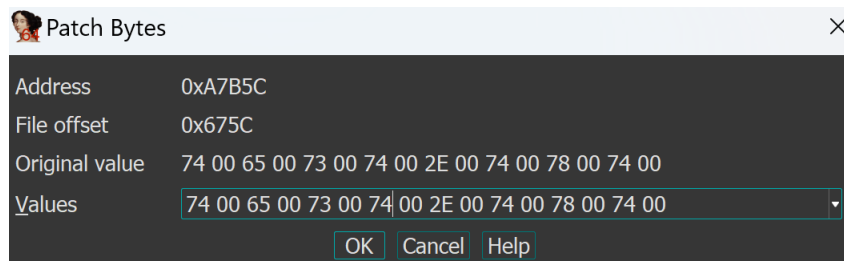 64 Patch Bytes
Address 0xA7B5C
File offset 0x675C
Original value 74 00 65 00 73 00 74 00 2E 00 74 00 78 00 74 00
Values 74 00 65 00 73 00 74 00 2E 00 74 00 78 00 74 00
OK Cancel Help